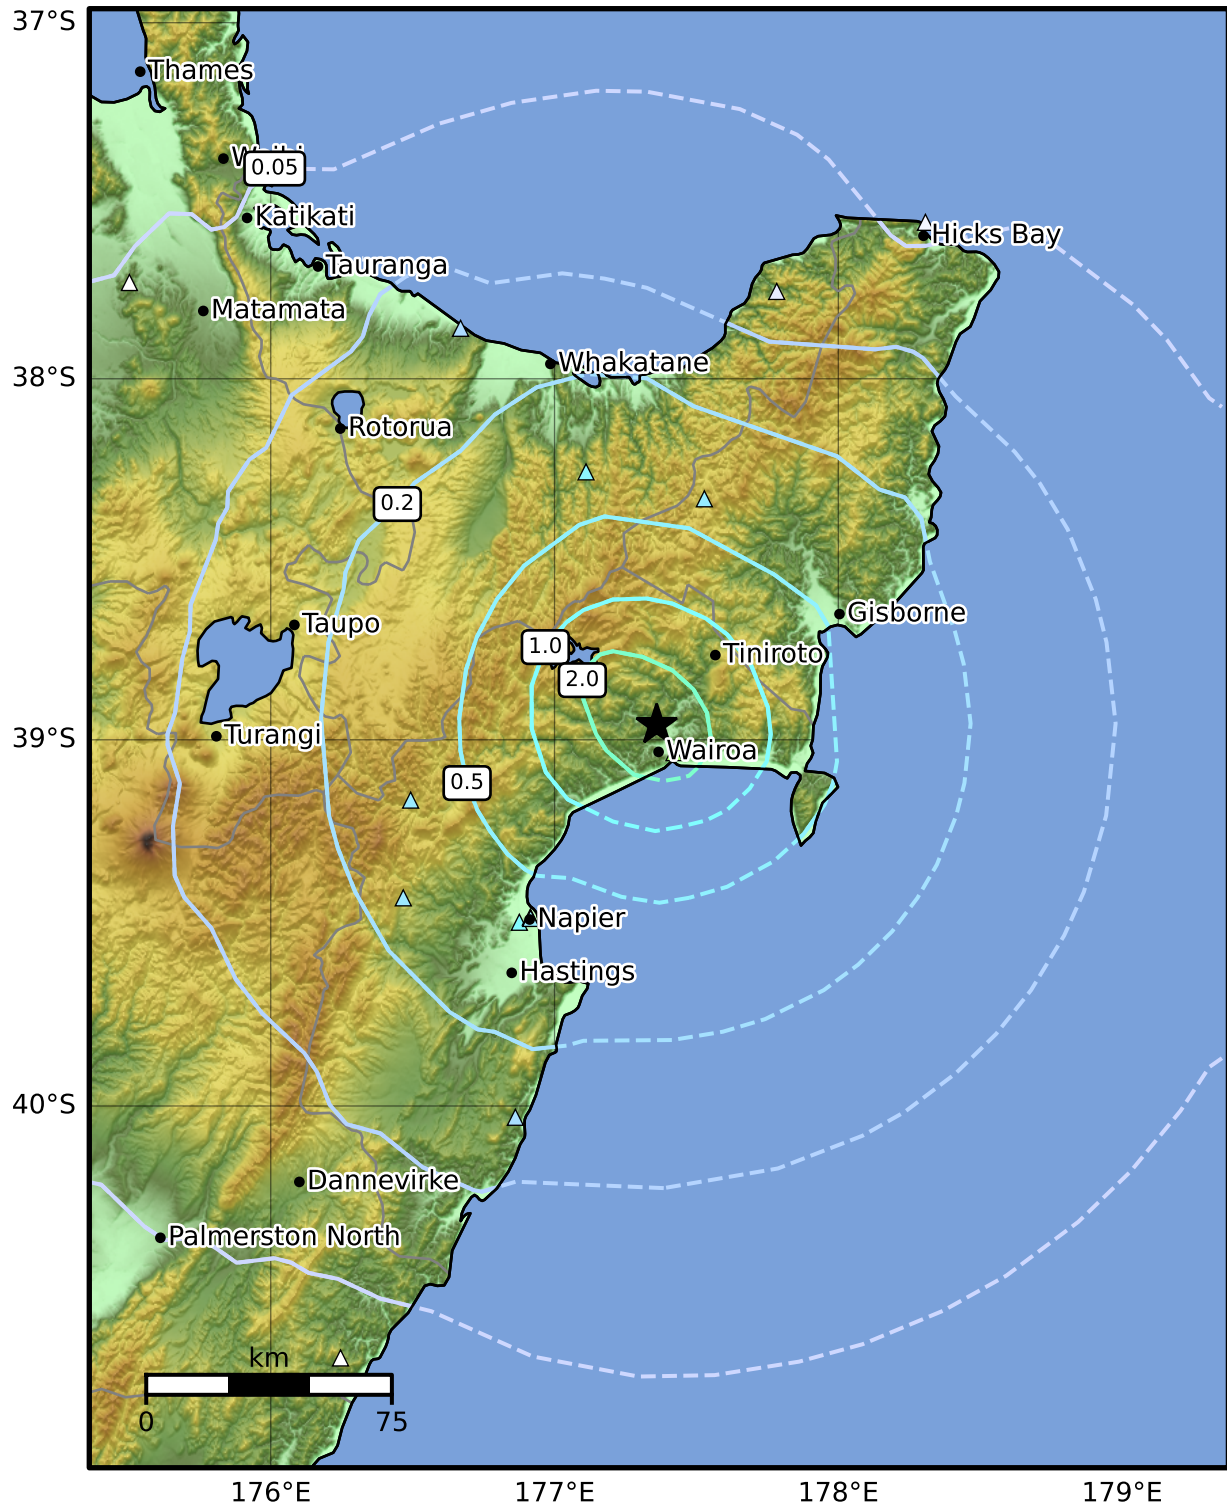 37°S
Thames
0.05
Katikati
Hicks Bay
Tauranga
Matamata
Whakatane
38°S
Rotorua
0.2
Gisborne
Taupo
1.0
Tiniroto
2.0
Turangi
39°S
Wairoa
0.5
Napier
Hastings
40°S
Dannevirke
Palmerston North
km
0 75
176°E 177°E 178°E 179°E